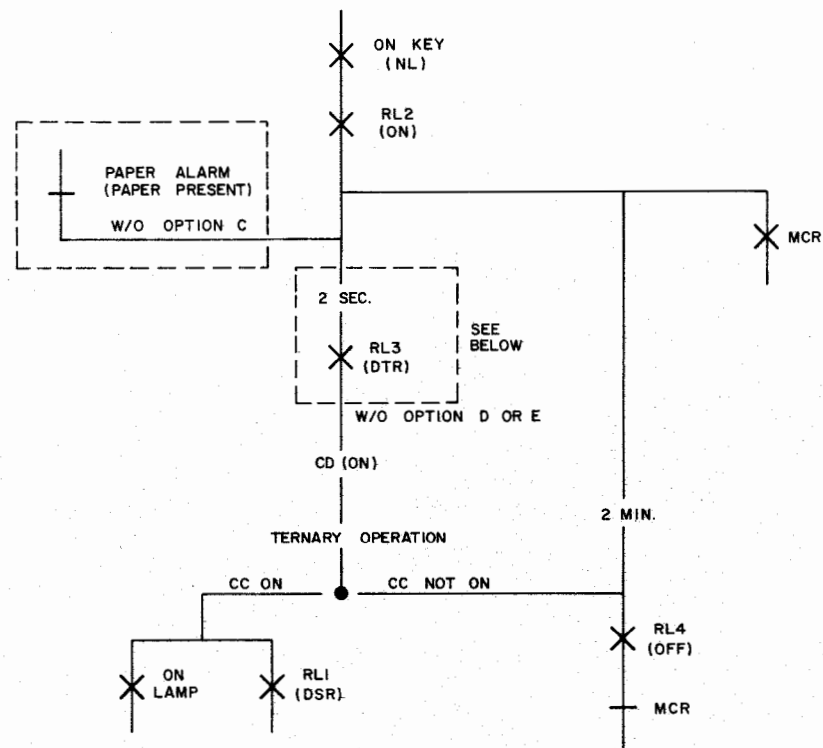 ON KEY
(NL)
RL2
(ON)
PAPER ALARM
(PAPER PRESENT)
W/O OPTION C
MCR
2 SEC.
SEE
BELOW
RL3
(DTR)
W/O OPTION D OR E
CD (ON)
2 MIN.
TERNARY OPERATION
CC ON
CC NOT ON
RL4
(OFF)
ON
LAMP
RL1
(DSR)
MCR